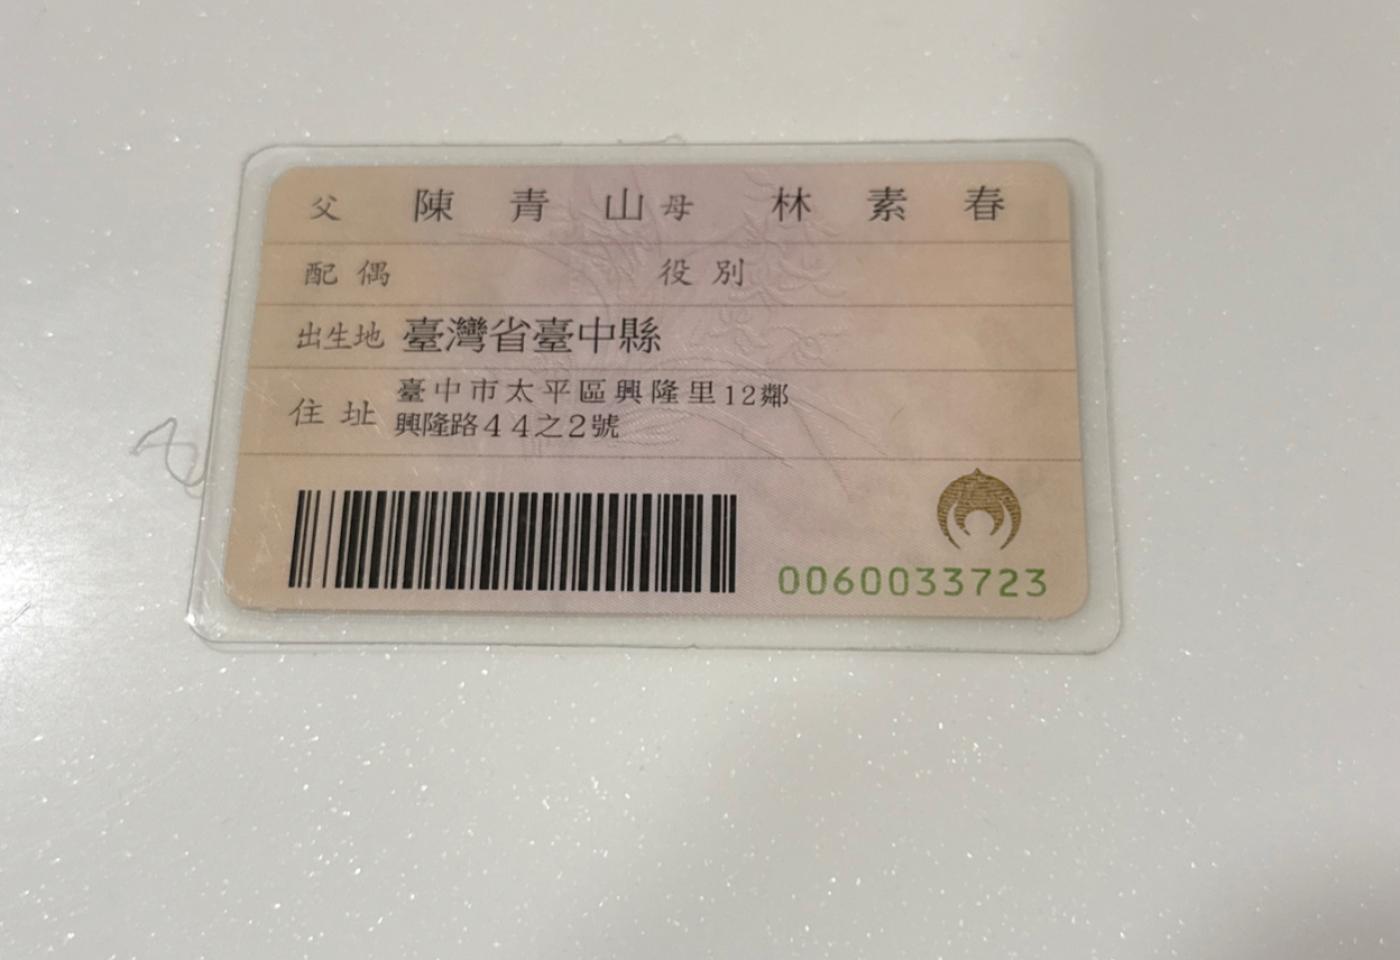 父 陳青山 母 林素春
配偶 役別
出生地 臺灣省臺中縣
住址 臺中市太平區興隆里12鄰
興隆路44之2號
0060033723